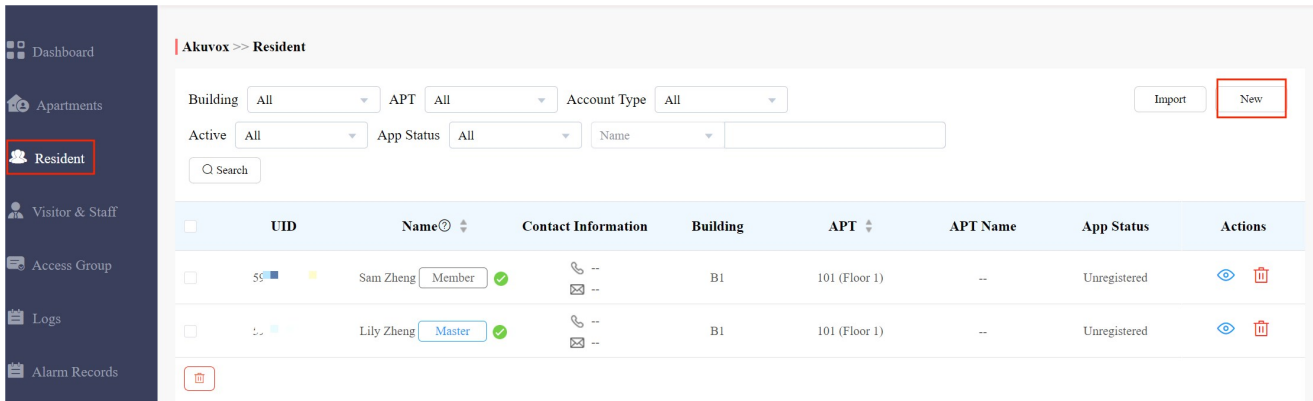 Dashboard
Apartments
Resident
Visitor & Staff
Access Group
Logs
Alarm Records
Akuvox >> Resident
Building All APT All Account Type All Import New
Active All App Status All Name
Search
UID Name Contact Information Building APT APT Name App Status Actions
Sam Zheng Member -- B1 101 (Floor 1) -- Unregistered
--
Lily Zheng Master -- B1 101 (Floor 1) -- Unregistered
--